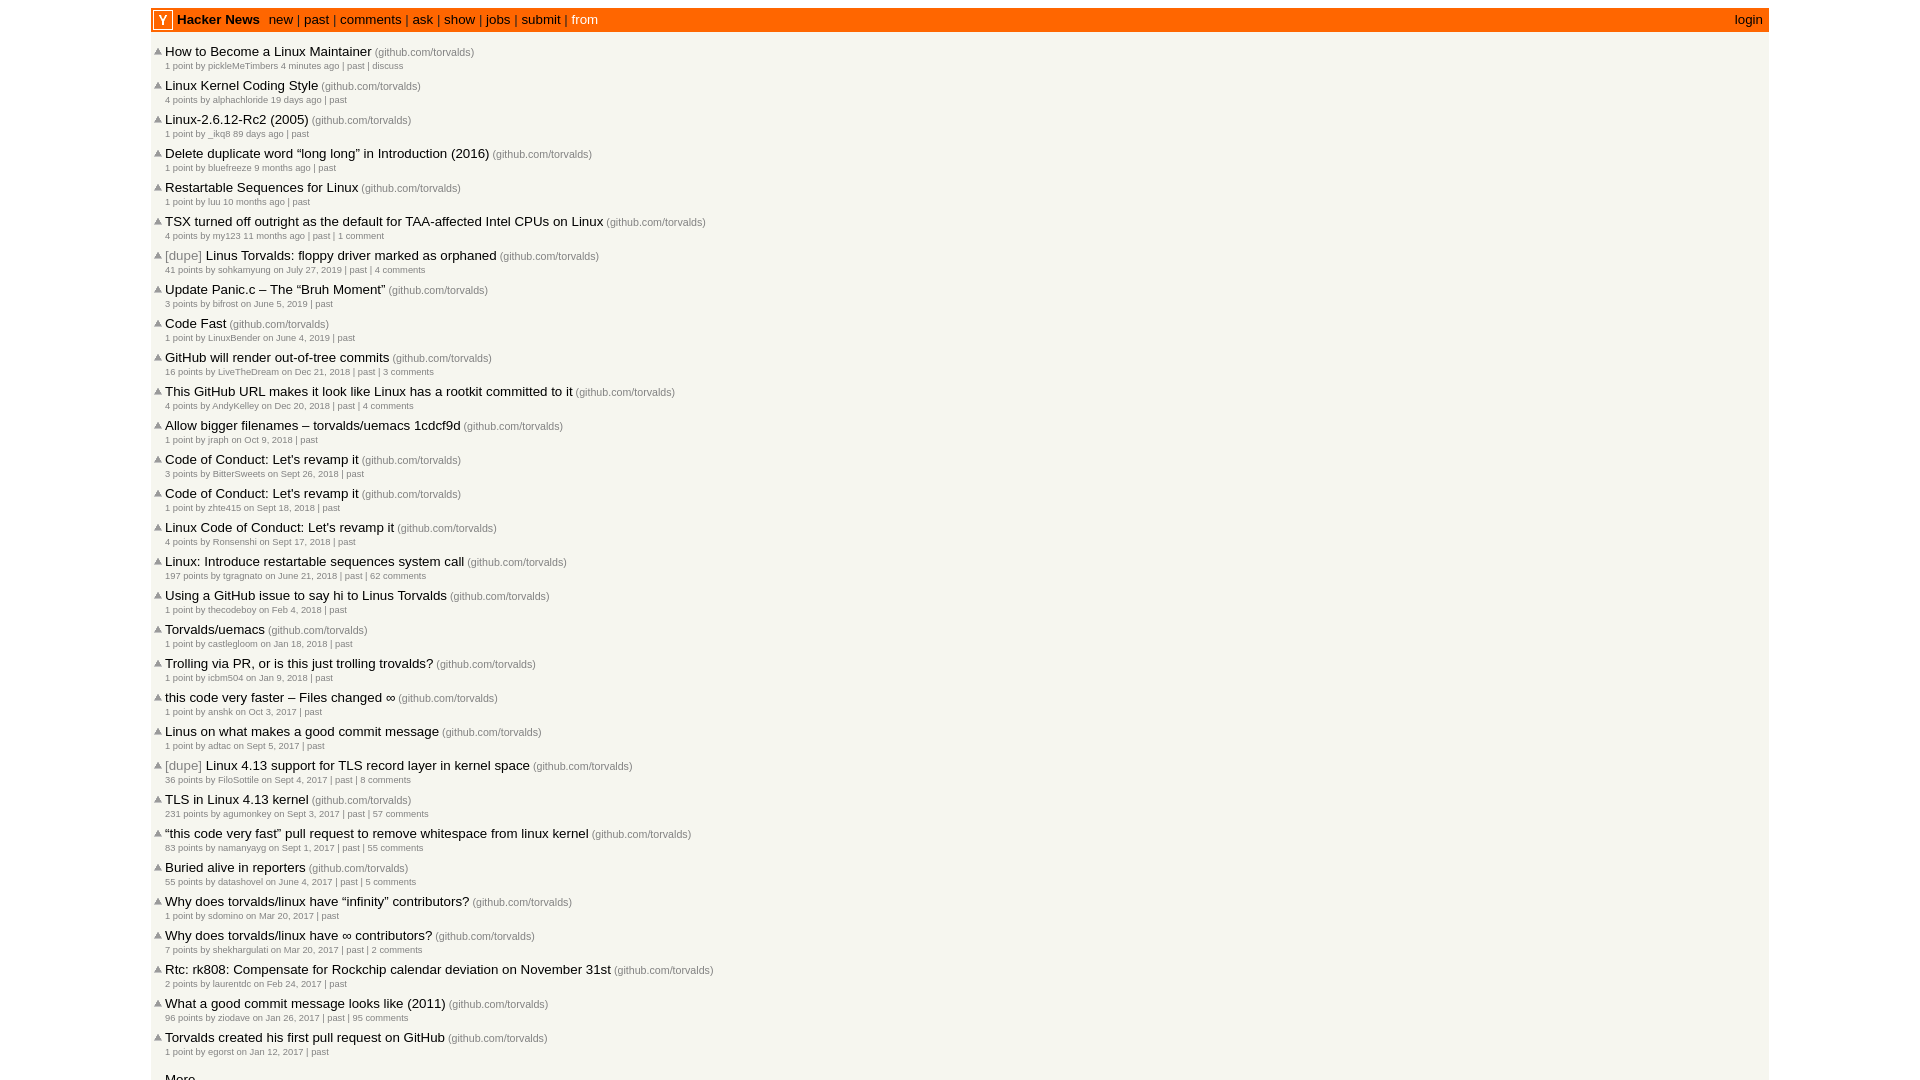 Y Hacker News new | past | comments | ask | show | jobs | submit | from login
How to Become a Linux Maintainer (github.com/torvalds)
1 point by pickleMeTimbers 4 minutes ago | past | discuss
Linux Kernel Coding Style (github.com/torvalds)
4 points by alphachloride 19 days ago | past
Linux-2.6.12-Rc2 (2005) (github.com/torvalds)
1 point by _ikq8 89 days ago | past
Delete duplicate word “long long” in Introduction (2016) (github.com/torvalds)
1 point by bluefreeze 9 months ago | past
Restartable Sequences for Linux (github.com/torvalds)
1 point by luu 10 months ago | past
TSX turned off outright as the default for TAA-affected Intel CPUs on Linux (github.com/torvalds)
4 points by my123 11 months ago | past | 1 comment
[dupe] Linus Torvalds: floppy driver marked as orphaned (github.com/torvalds)
41 points by sohkamyung on July 27, 2019 | past | 4 comments
Update Panic.c – The “Bruh Moment” (github.com/torvalds)
3 points by bifrost on June 5, 2019 | past
Code Fast (github.com/torvalds)
1 point by LinuxBender on June 4, 2019 | past
GitHub will render out-of-tree commits (github.com/torvalds)
16 points by LiveTheDream on Dec 21, 2018 | past | 3 comments
This GitHub URL makes it look like Linux has a rootkit committed to it (github.com/torvalds)
4 points by AndyKelley on Dec 20, 2018 | past | 4 comments
Allow bigger filenames – torvalds/uemacs 1cdcf9d (github.com/torvalds)
1 point by jraph on Oct 9, 2018 | past
Code of Conduct: Let's revamp it (github.com/torvalds)
3 points by BitterSweets on Sept 26, 2018 | past
Code of Conduct: Let's revamp it (github.com/torvalds)
1 point by zhte415 on Sept 18, 2018 | past
Linux Code of Conduct: Let's revamp it (github.com/torvalds)
4 points by Ronsenshi on Sept 17, 2018 | past
Linux: Introduce restartable sequences system call (github.com/torvalds)
197 points by tgragnato on June 21, 2018 | past | 62 comments
Using a GitHub issue to say hi to Linus Torvalds (github.com/torvalds)
1 point by thecodeboy on Feb 4, 2018 | past
Torvalds/uemacs (github.com/torvalds)
1 point by castlegloom on Jan 18, 2018 | past
Trolling via PR, or is this just trolling trovalds? (github.com/torvalds)
1 point by icbm504 on Jan 9, 2018 | past
this code very faster – Files changed ∞ (github.com/torvalds)
1 point by anshk on Oct 3, 2017 | past
Linus on what makes a good commit message (github.com/torvalds)
1 point by adtac on Sept 5, 2017 | past
[dupe] Linux 4.13 support for TLS record layer in kernel space (github.com/torvalds)
36 points by FiloSottile on Sept 4, 2017 | past | 8 comments
TLS in Linux 4.13 kernel (github.com/torvalds)
231 points by agumonkey on Sept 3, 2017 | past | 57 comments
“this code very fast” pull request to remove whitespace from linux kernel (github.com/torvalds)
83 points by namanyayg on Sept 1, 2017 | past | 55 comments
Buried alive in reporters (github.com/torvalds)
55 points by datashovel on June 4, 2017 | past | 5 comments
Why does torvalds/linux have “infinity” contributors? (github.com/torvalds)
1 point by sdomino on Mar 20, 2017 | past
Why does torvalds/linux have ∞ contributors? (github.com/torvalds)
7 points by shekhargulati on Mar 20, 2017 | past | 2 comments
Rtc: rk808: Compensate for Rockchip calendar deviation on November 31st (github.com/torvalds)
2 points by laurentdc on Feb 24, 2017 | past
What a good commit message looks like (2011) (github.com/torvalds)
96 points by ziodave on Jan 26, 2017 | past | 95 comments
Torvalds created his first pull request on GitHub (github.com/torvalds)
1 point by egorst on Jan 12, 2017 | past
More